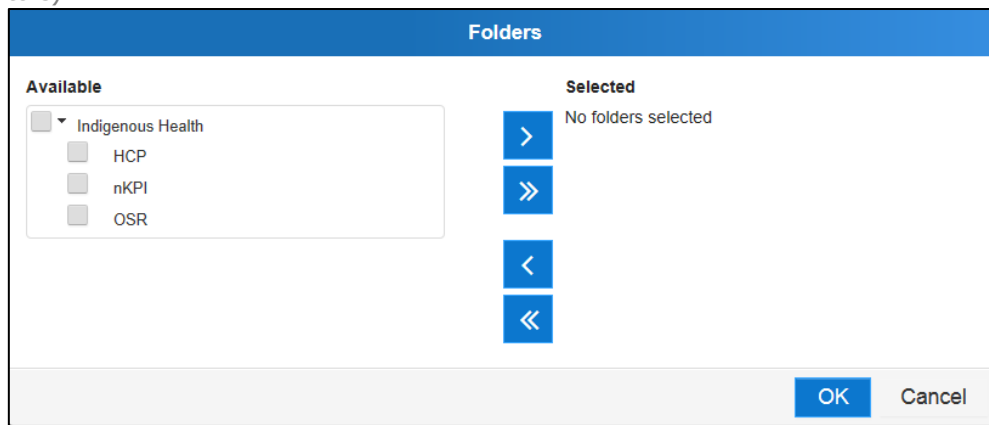 Folders
Available
Selected
Indigenous Health
No folders selected
HCP
nKPI
OSR
OK
Cancel